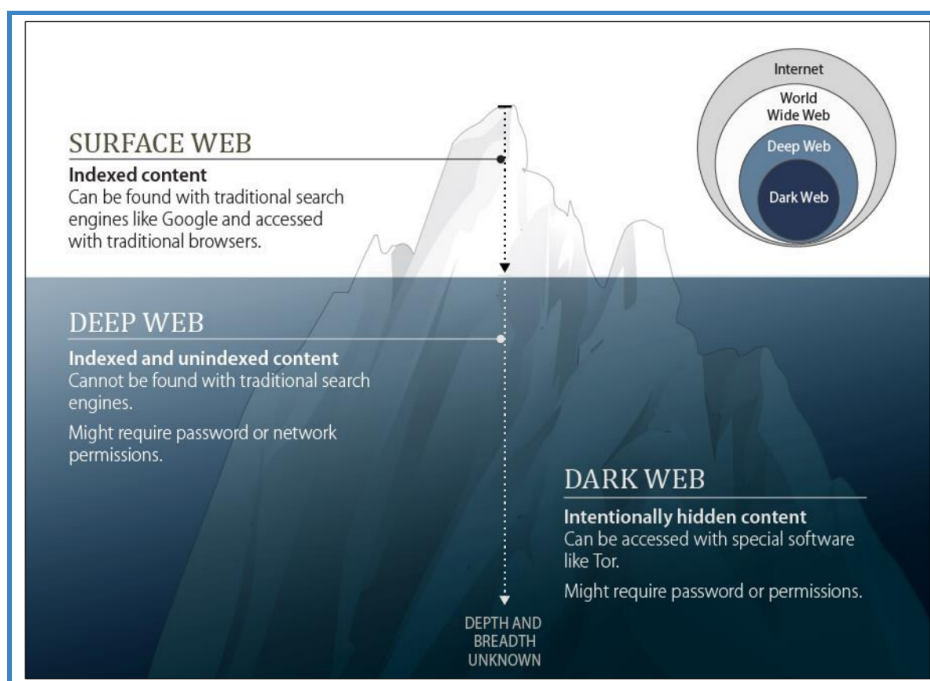 SURFACE WEB
Indexed content
Can be found with traditional search
engines like Google and accessed
with traditional browsers.
Internet
World
Wide Web
Deep Web
Dark Web
DEEP WEB
Indexed and unindexed content
Cannot be found with traditional search
engines.
Might require password or network
permissions.
DARK WEB
Intentionally hidden content
Can be accessed with special software
like Tor.
Might require password or permissions.
DEPTH AND
BREADTH
UNKNOWN